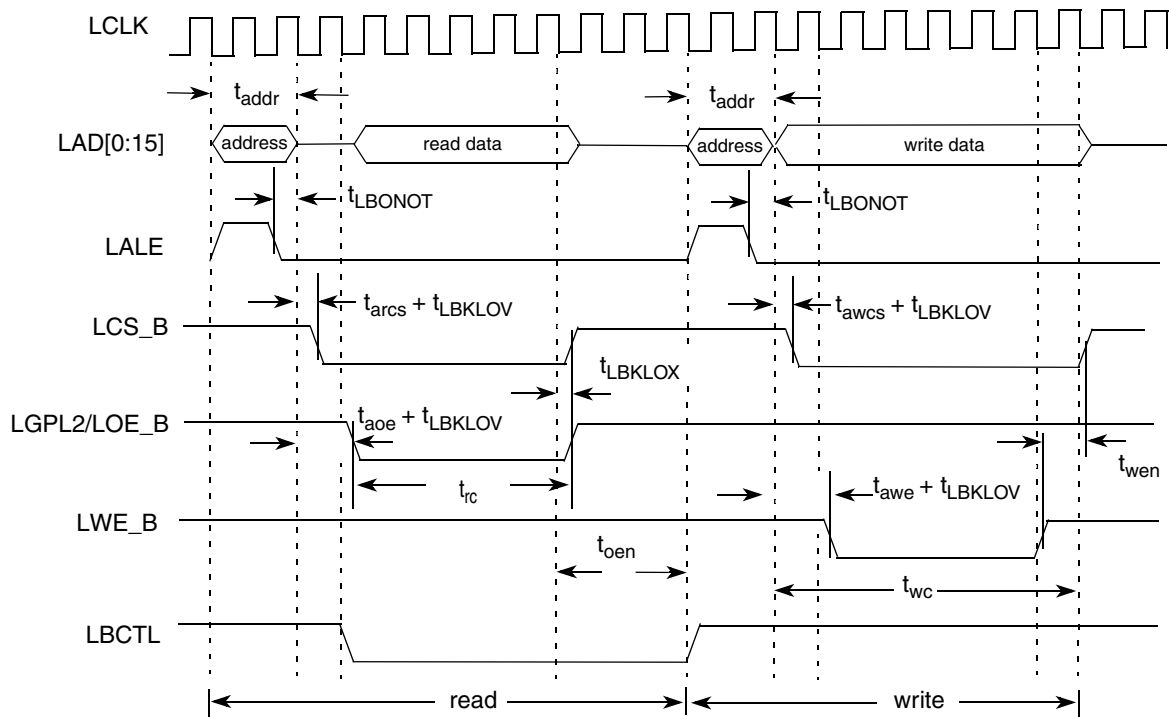 LCLK
t_addr t_addr
LAD[0:15] address read data address write data
t_LBONOT t_LBONOT
LALE
t_arcs + t_LBKLOV t_awcs + t_LBKLOV
LCS_B
t_LBKLOX
LGPL2/LOE_B t_aoe + t_LBKLOV
t_wen
t_rc t_awe + t_LBKLOV
LWE_B
t_oen
t_wc
LBCTL
read write